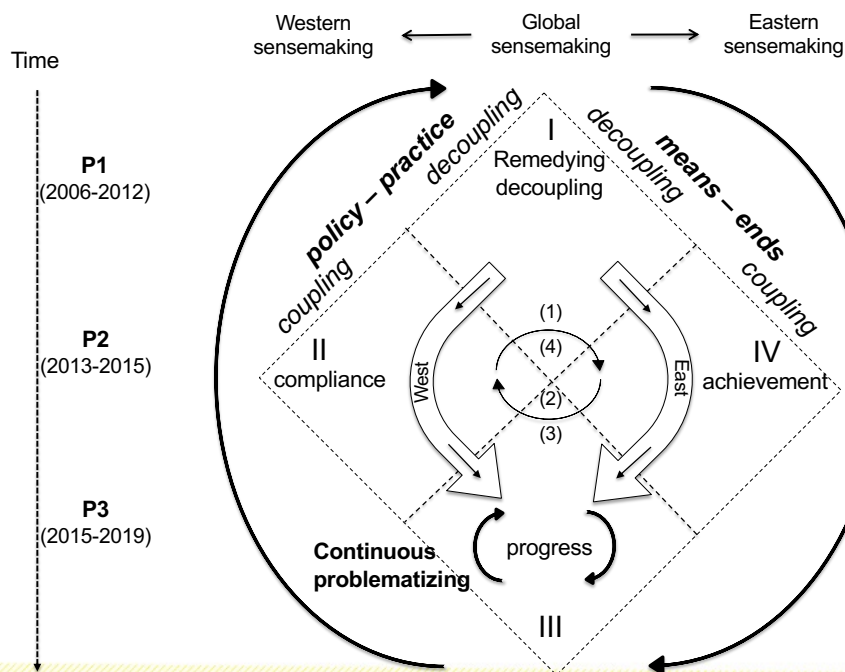 Western
sensemaking
Global
sensemaking
Eastern
sensemaking
Time
P1
(2006-2012)
P2
(2013-2015)
P3
(2015-2019)
policy – practice
decoupling
coupling
means – ends
decoupling
coupling
I
Remedying
decoupling
II
compliance
West
(1)
(4)
(2)
(3)
East
IV
achievement
Continuous
problematizing
progress
III